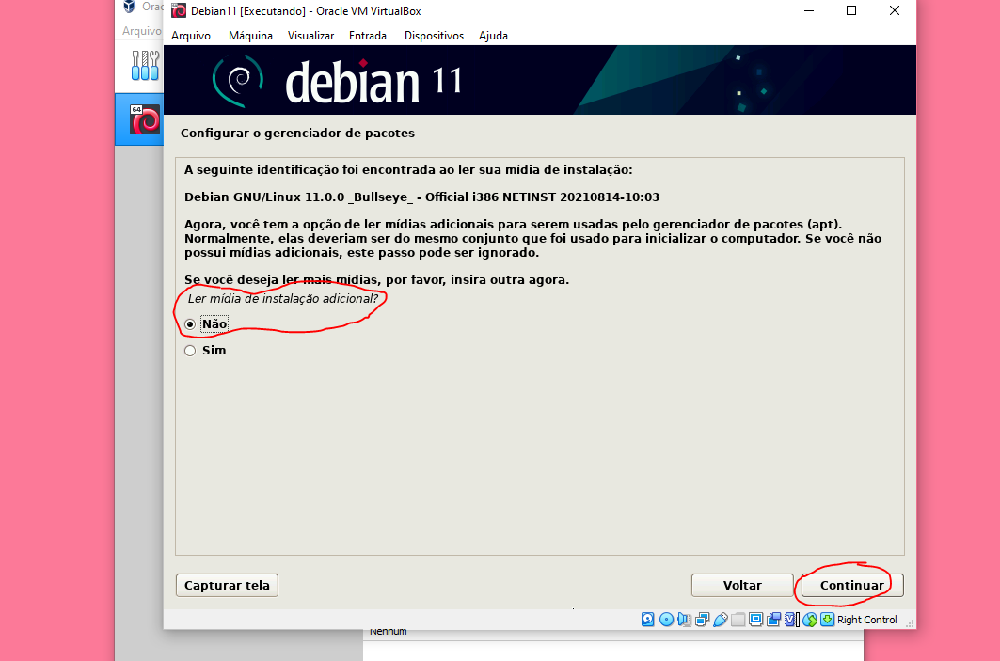 Orac
Debian11 [Executando] - Oracle VM VirtualBox
Arquivo
Arquivo Máquina Visualizar Entrada Dispositivos Ajuda
debian 11
64
Configurar o gerenciador de pacotes
A seguinte identificação foi encontrada ao ler sua mídia de instalação:
Debian GNU/Linux 11.0.0 _Bullseye_ - Official i386 NETINST 20210814-10:03
Agora, você tem a opção de ler mídias adicionais para serem usadas pelo gerenciador de pacotes (apt).
Normalmente, elas deveriam ser do mesmo conjunto que foi usado para inicializar o computador. Se você não
possui mídias adicionais, este passo pode ser ignorado.
Se você deseja ler mais mídias, por favor, insira outra agora.
Ler mídia de instalação adicional?
Não
Sim
Capturar tela
Voltar
Continuar
Right Control
Nenhum